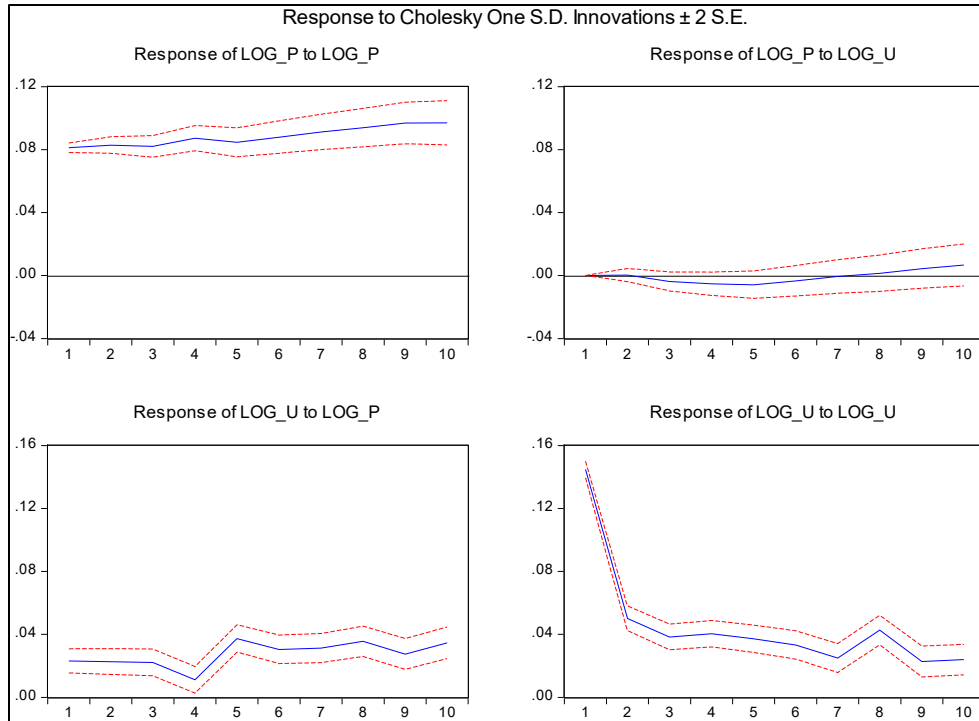 Response to Cholesky One S.D. Innovations ± 2 S.E.
Response of LOG_P to LOG_P
.12
.08
.04
.00
-.04
1 2 3 4 5 6 7 8 9 10
Response of LOG_P to LOG_U
.12
.08
.04
.00
-.04
1 2 3 4 5 6 7 8 9 10
Response of LOG_U to LOG_P
.16
.12
.08
.04
.00
1 2 3 4 5 6 7 8 9 10
Response of LOG_U to LOG_U
.16
.12
.08
.04
.00
1 2 3 4 5 6 7 8 9 10